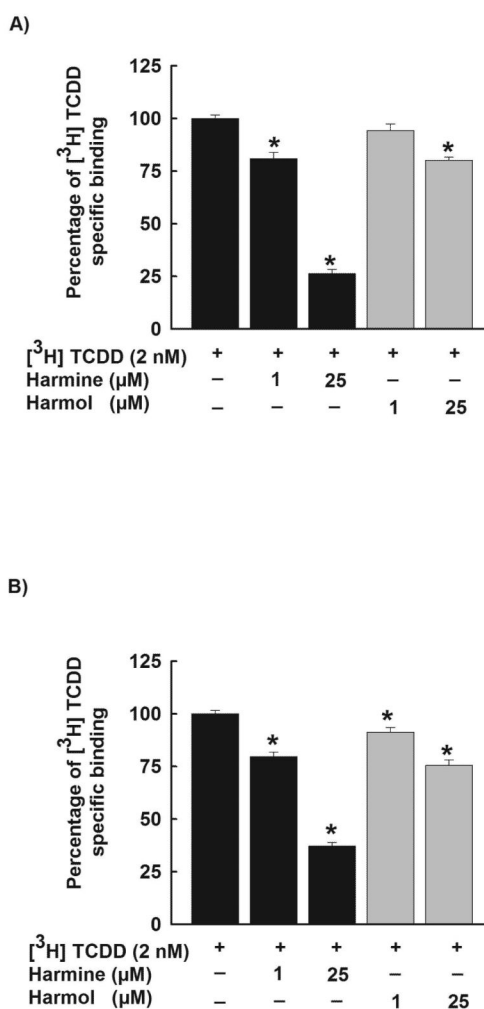 A)
Percentage of [³H] TCDD
specific binding
125
100
75
50
25
0
*
*
*
[³H] TCDD (2 nM) + + + + +
Harmine (µM) – 1 25 – –
Harmol (µM) – – – 1 25
B)
Percentage of [³H] TCDD
specific binding
125
100
75
50
25
0
*
*
*
*
[³H] TCDD (2 nM) + + + + +
Harmine (µM) – 1 25 – –
Harmol (µM) – – – 1 25